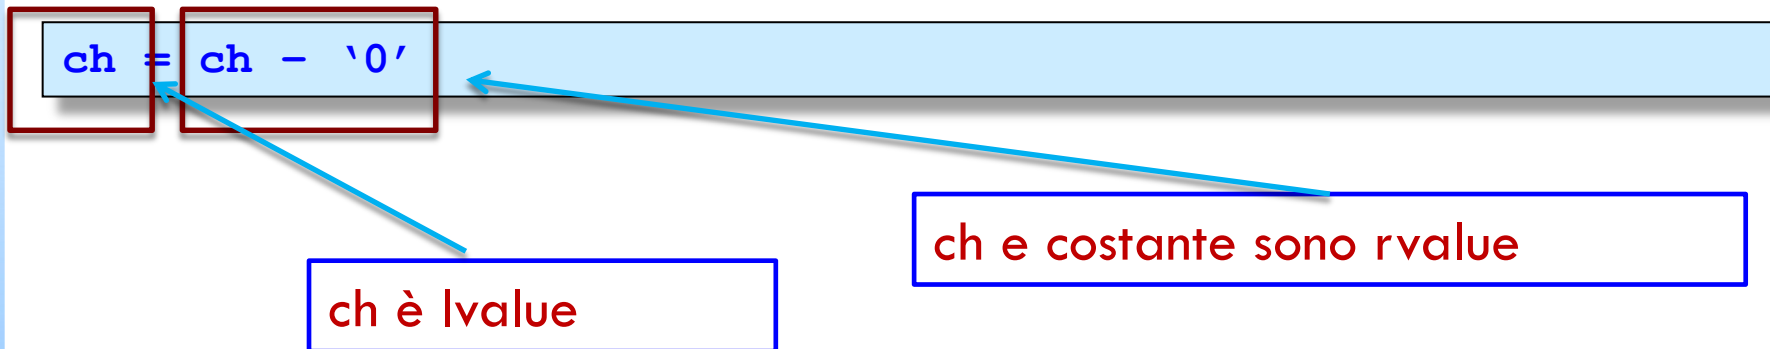 ch = ch – ‘0’
ch e costante sono rvalue
ch è lvalue